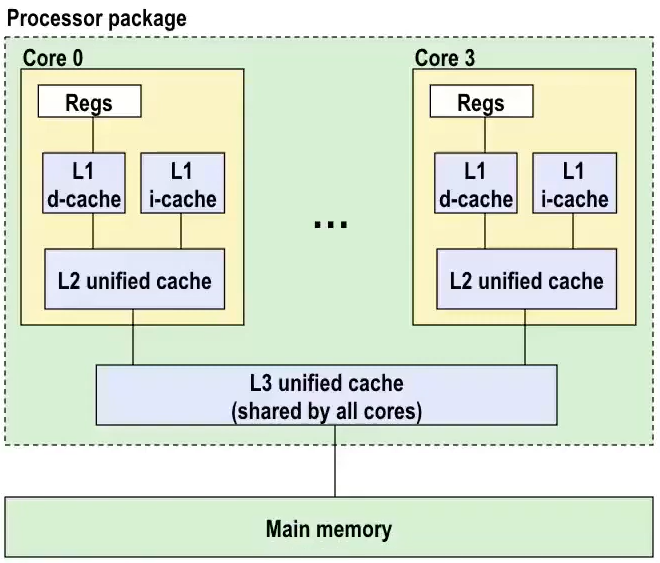 Processor package
Core 0
Core 3
Regs
Regs
L1
d-cache
L1
i-cache
L1
d-cache
L1
i-cache
...
L2 unified cache
L2 unified cache
L3 unified cache
(shared by all cores)
Main memory